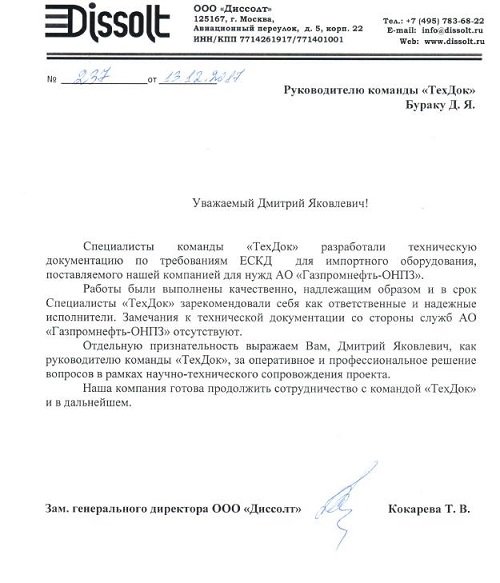 Dissolt
ООО «Диссолт»
125167, г. Москва,
Авиационный переулок, д. 5, корп. 22
ИНН/КПП 7714261917/771401001
Тел.: +7 (495) 783-68-22
E-mail: info@dissolt.ru
Web: www.dissolt.ru
№ 237 от 13.12.2017
Руководителю команды «ТехДок»
Бураку Д. Я.
Уважаемый Дмитрий Яковлевич!
Специалисты команды «ТехДок» разработали техническую
документацию по требованиям ЕСКД для импортного оборудования,
поставляемого нашей компанией для нужд АО «Газпромнефть-ОНПЗ».
Работы были выполнены качественно, надлежащим образом и в срок
Специалисты «ТехДок» зарекомендовали себя как ответственные и надежные
исполнители. Замечания к технической документации со стороны служб АО
«Газпромнефть-ОНПЗ» отсутствуют.
Отдельную признательность выражаем Вам, Дмитрий Яковлевич, как
руководителю команды «ТехДок», за оперативное и профессиональное решение
вопросов в рамках научно-технического сопровождения проекта.
Наша компания готова продолжить сотрудничество с командой «ТехДок»
и в дальнейшем.
Зам. генерального директора ООО «Диссолт» Кокарева Т. В.